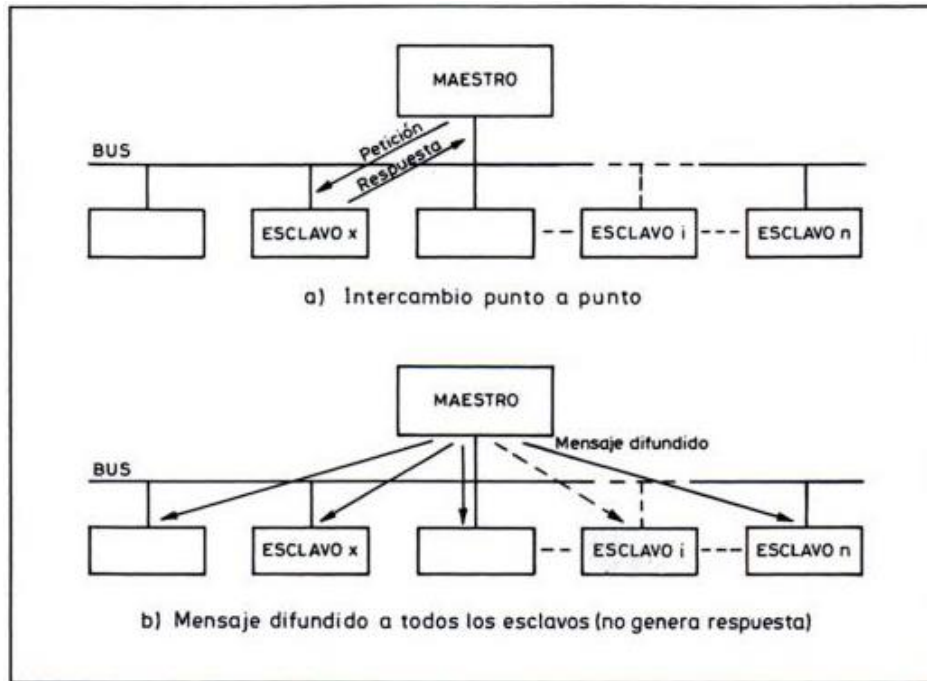 MAESTRO
Petición
Respuesta
BUS
ESCLAVO x
ESCLAVO i
ESCLAVO n
a) Intercambio punto a punto
MAESTRO
Mensaje difundido
BUS
ESCLAVO x
ESCLAVO i
ESCLAVO n
b) Mensaje difundido a todos los esclavos (no genera respuesta)